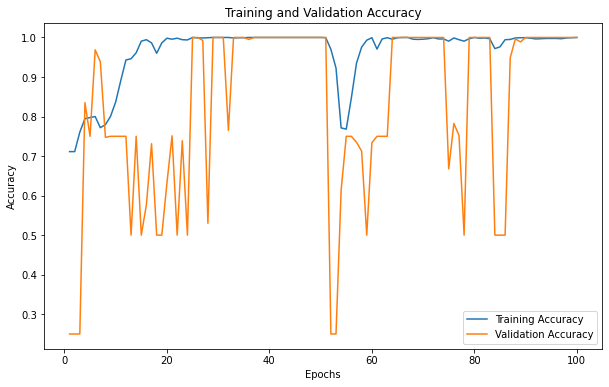 Training and Validation Accuracy
1.0
0.9
0.8
0.7
0.6
0.5
0.4
0.3
Accuracy
0 20 40 60 80 100
Epochs
Training Accuracy
Validation Accuracy